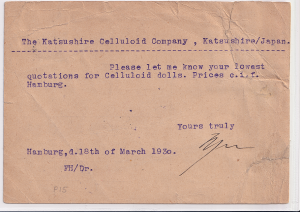 The Katsushire Celluloid Company , Katsushire/Japan.
Please let me know your lowest
quotations for Celluloid dolls. Prices c.i.f.
Hamburg.
Yours truly
Hamburg,d.18th of March 1930.
FH/Dr.